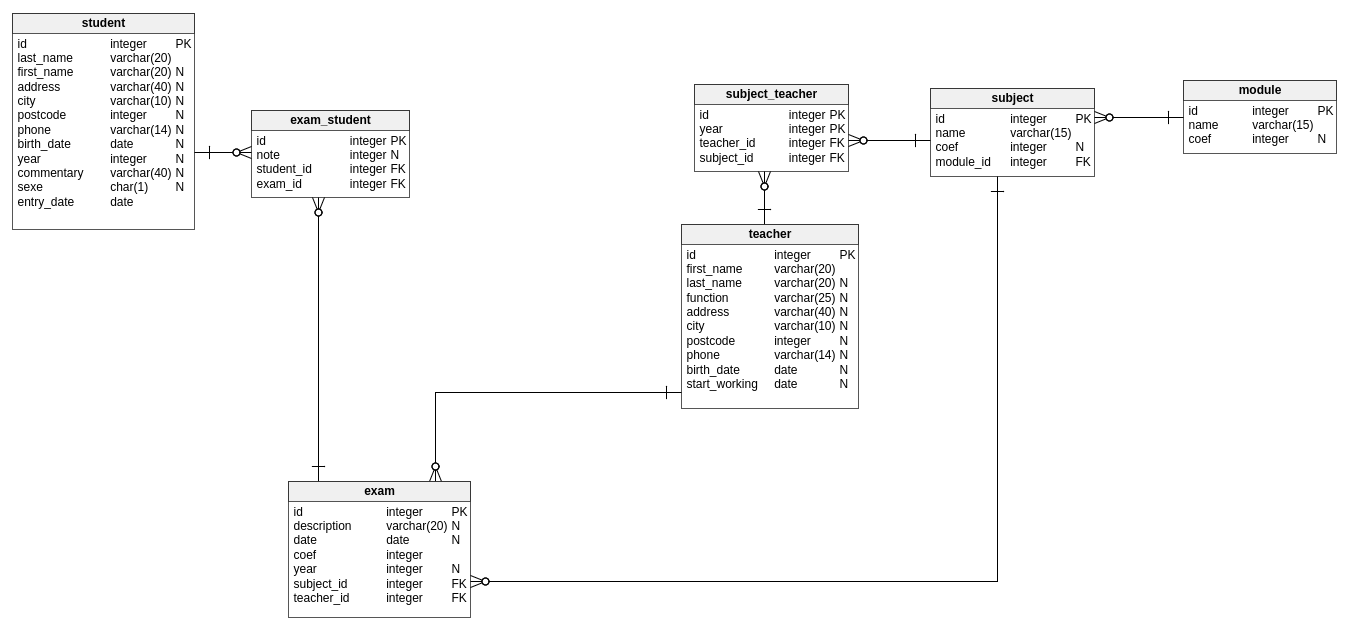 student
id integer PK
last_name varchar(20)
first_name varchar(20) N
address varchar(40) N
city varchar(10) N
postcode integer N
phone varchar(14) N
birth_date date N
year integer N
commentary varchar(40) N
sexe char(1) N
entry_date date
exam_student
id integer PK
note integer N
student_id integer FK
exam_id integer FK
subject_teacher
id integer PK
year integer PK
teacher_id integer FK
subject_id integer FK
subject
id integer PK
name varchar(15)
coef integer N
module_id integer FK
module
id integer PK
name varchar(15)
coef integer N
teacher
id integer PK
first_name varchar(20)
last_name varchar(20) N
function varchar(25) N
address varchar(40) N
city varchar(10) N
postcode integer N
phone varchar(14) N
birth_date date N
start_working date N
exam
id integer PK
description varchar(20) N
date date N
coef integer
year integer N
subject_id integer FK
teacher_id integer FK